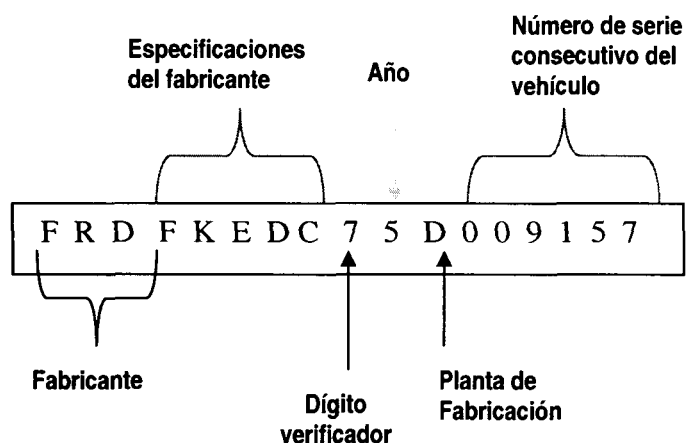 Especificaciones
del fabricante
Año
Número de serie
consecutivo del
vehículo
F R D F K E D C 7 5 D 0 0 9 1 5 7
Fabricante
Dígito
verificador
Planta de
Fabricación